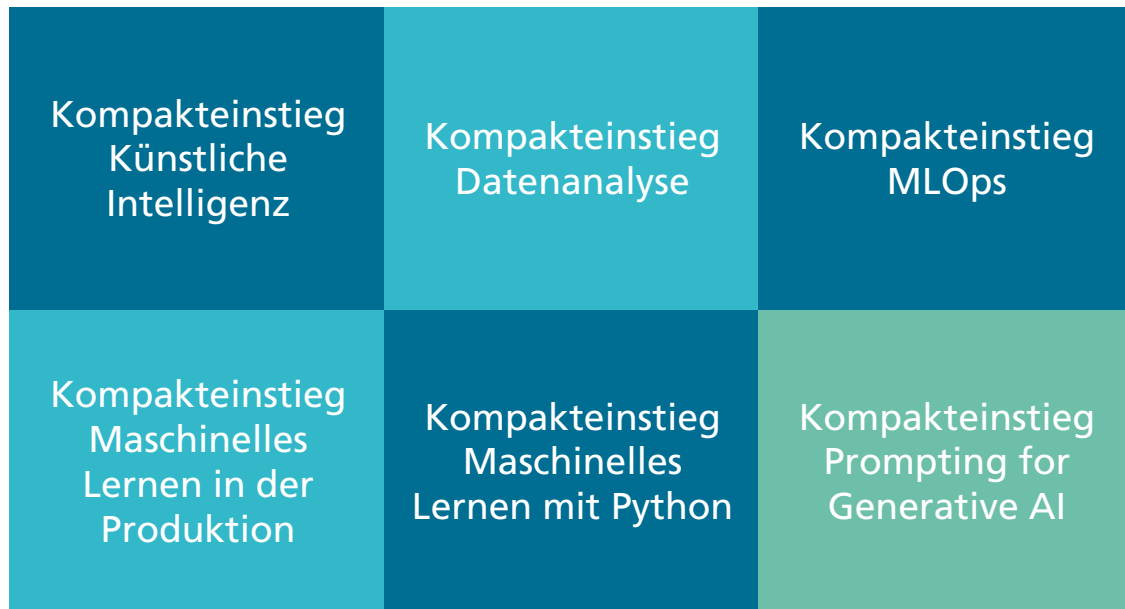 Kompakteinstieg
Künstliche
Intelligenz
Kompakteinstieg
Datenanalyse
Kompakteinstieg
MLOps
Kompakteinstieg
Maschinelles
Lernen in der
Produktion
Kompakteinstieg
Maschinelles
Lernen mit Python
Kompakteinstieg
Prompting for
Generative AI